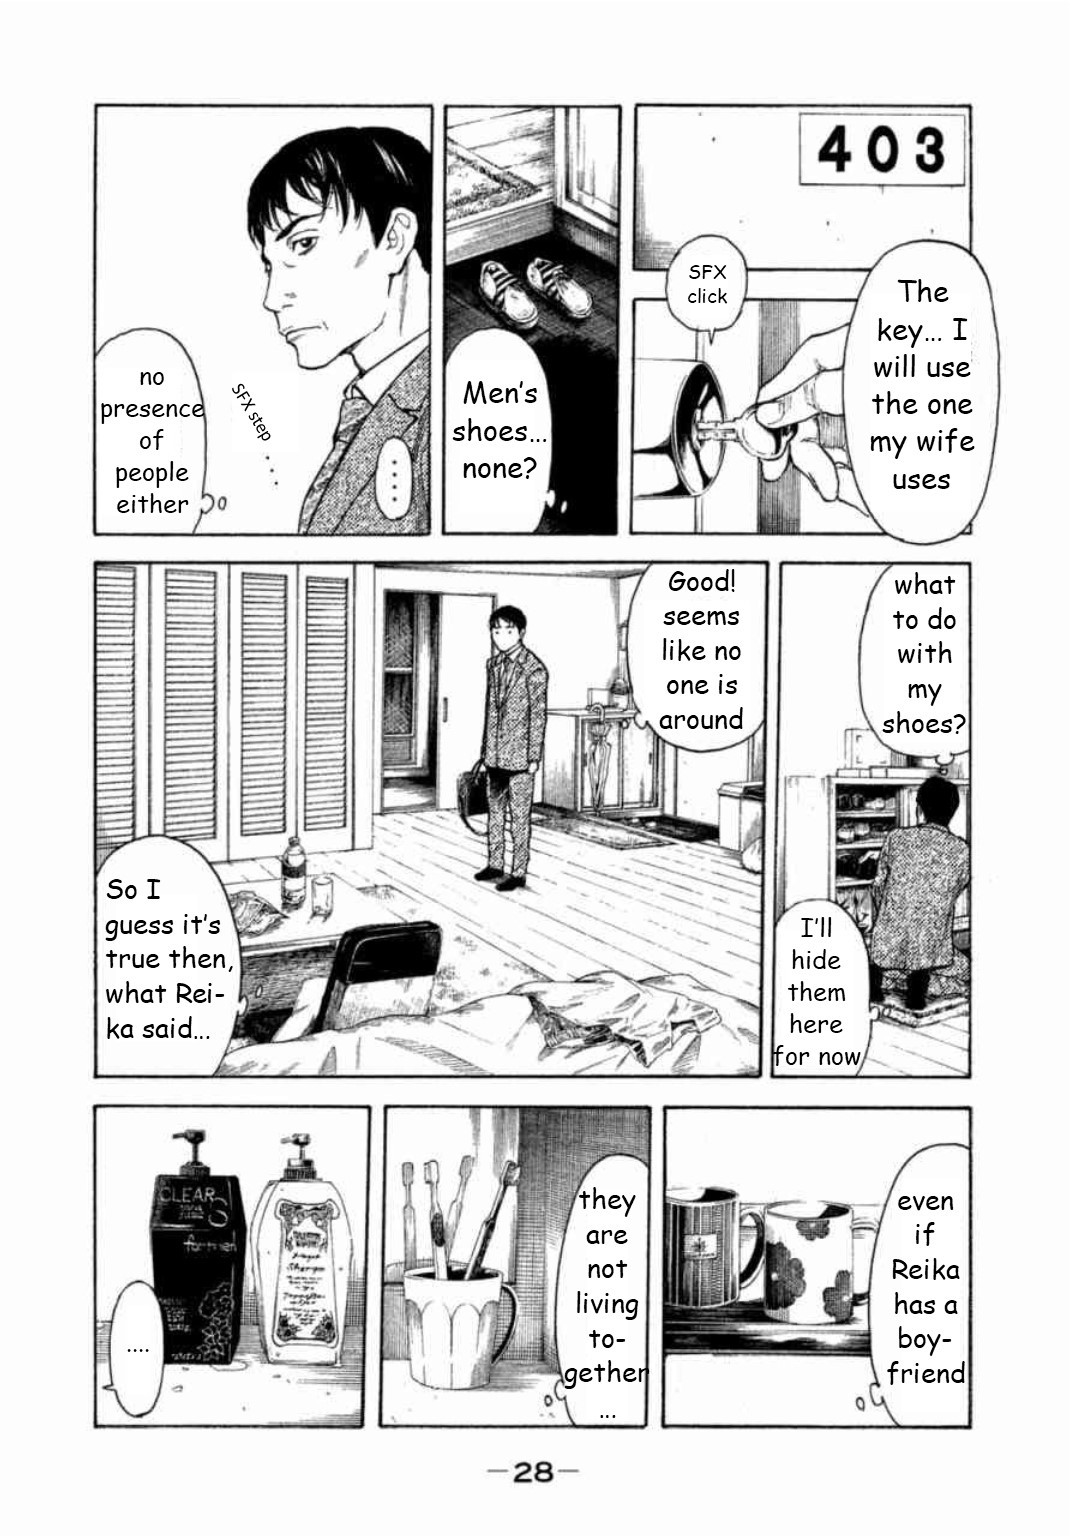 403
SFX
click
The
key... I
will use
the one
my wife
uses
Men's
shoes...
none?
....
SFX step ...
no
presence
of
people
either
what
to do
with
my
shoes?
I'll
hide
them
here
for now
Good!
seems
like no
one is
around
So I
guess it's
true then,
what Rei-
ka said...
even
if
Reika
has a
boy-
friend
they
are
not
living
to-
gether
...
CLEAR
S
for men
....
-28-